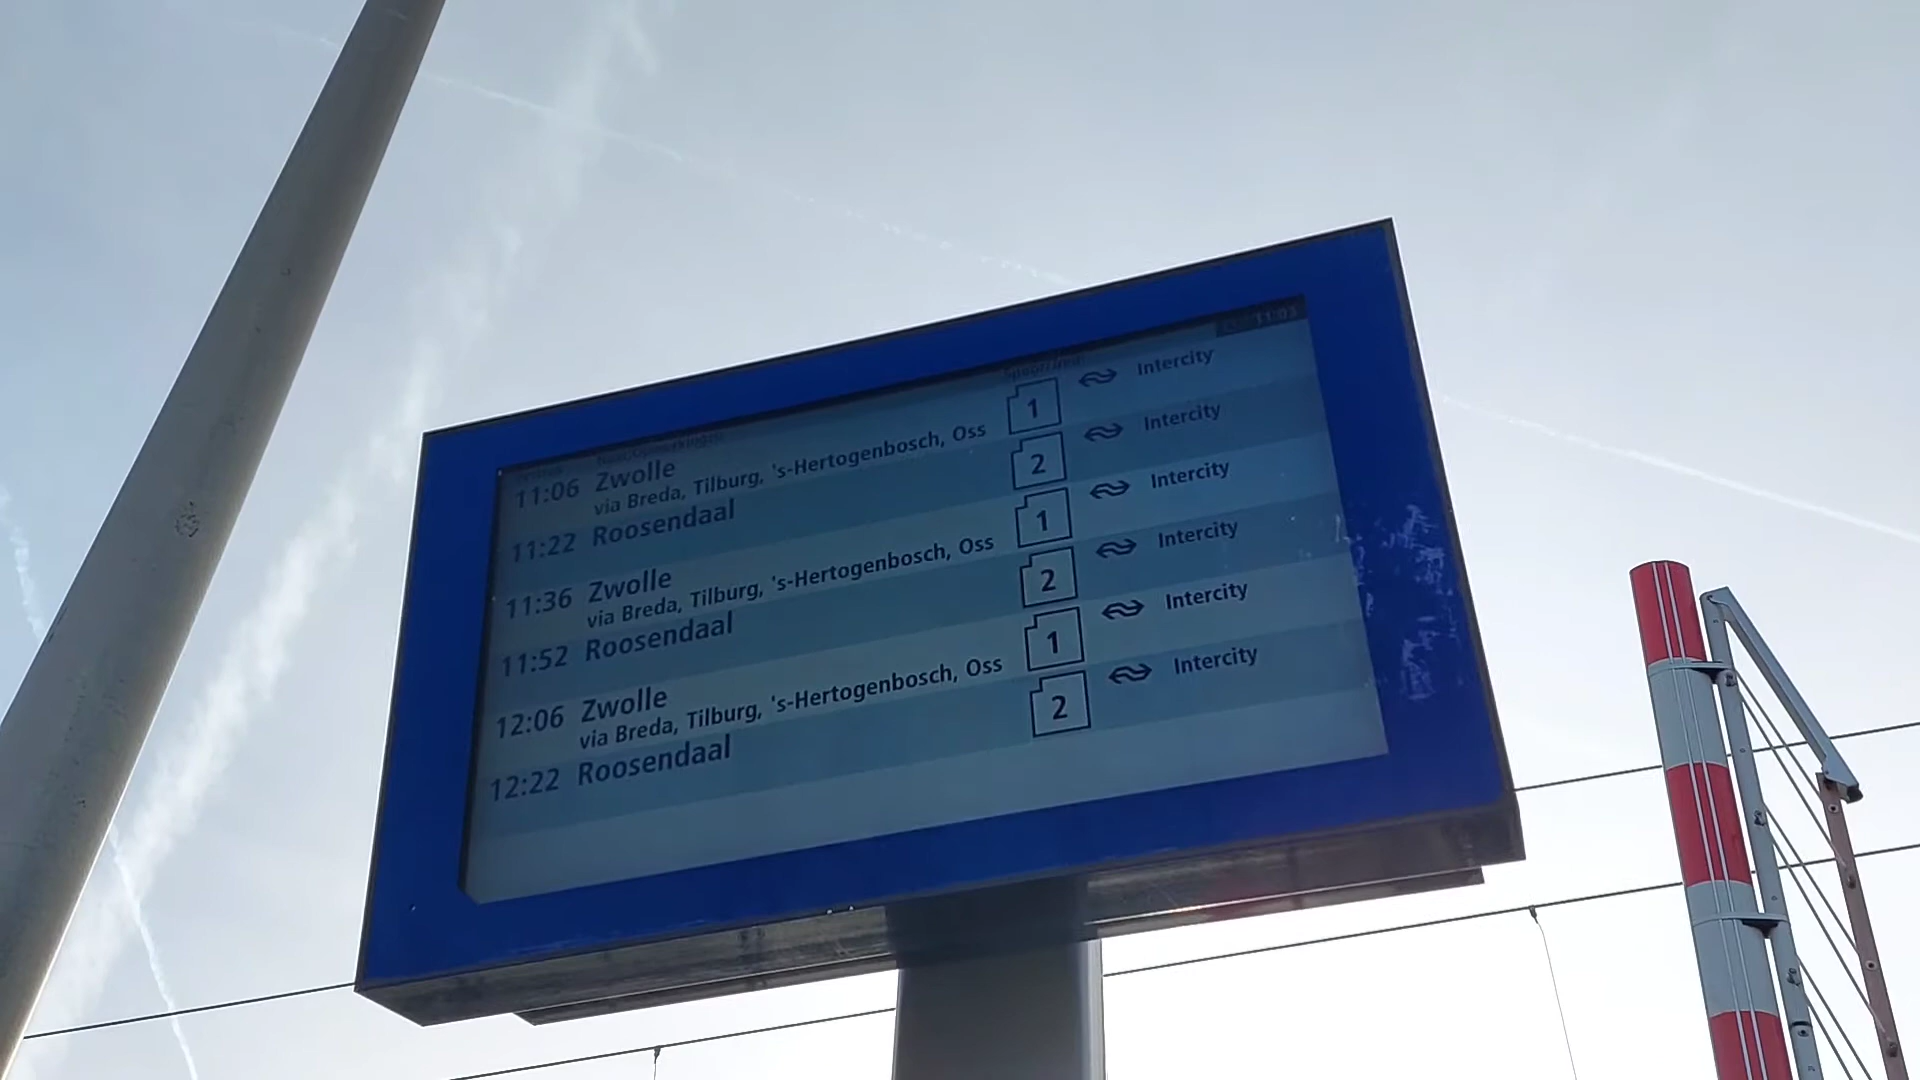 11:03
11:06 Zwolle 1 Intercity
via Breda, Tilburg, 's-Hertogenbosch, Oss
11:22 Roosendaal 2 Intercity
11:36 Zwolle 1 Intercity
via Breda, Tilburg, 's-Hertogenbosch, Oss
11:52 Roosendaal 2 Intercity
12:06 Zwolle 1 Intercity
via Breda, Tilburg, 's-Hertogenbosch, Oss
12:22 Roosendaal 2 Intercity